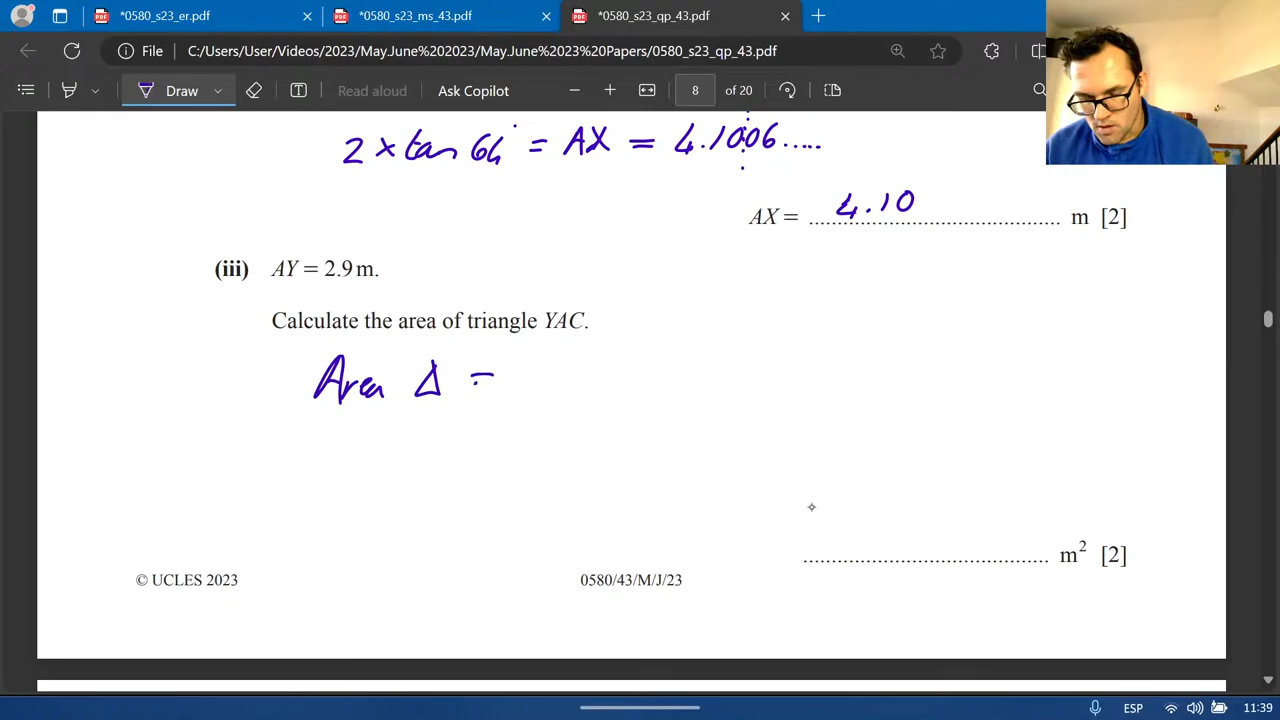 *0580_s23_er.pdf
*0580_s23_ms_43.pdf
*0580_s23_qp_43.pdf
File
C:/Users/User/Videos/2023/May.June%202023/May.June%2023%20Papers/0580_s23_qp_43.pdf
Draw
Read aloud
Ask Copilot
8
of 20
2 × tan 64° = AX = 4.1006.....
AX = 4.10 m [2]
(iii) AY = 2.9 m.
Calculate the area of triangle YAC.
Area Δ =
m² [2]
© UCLES 2023
0580/43/M/J/23
ESP
11:39